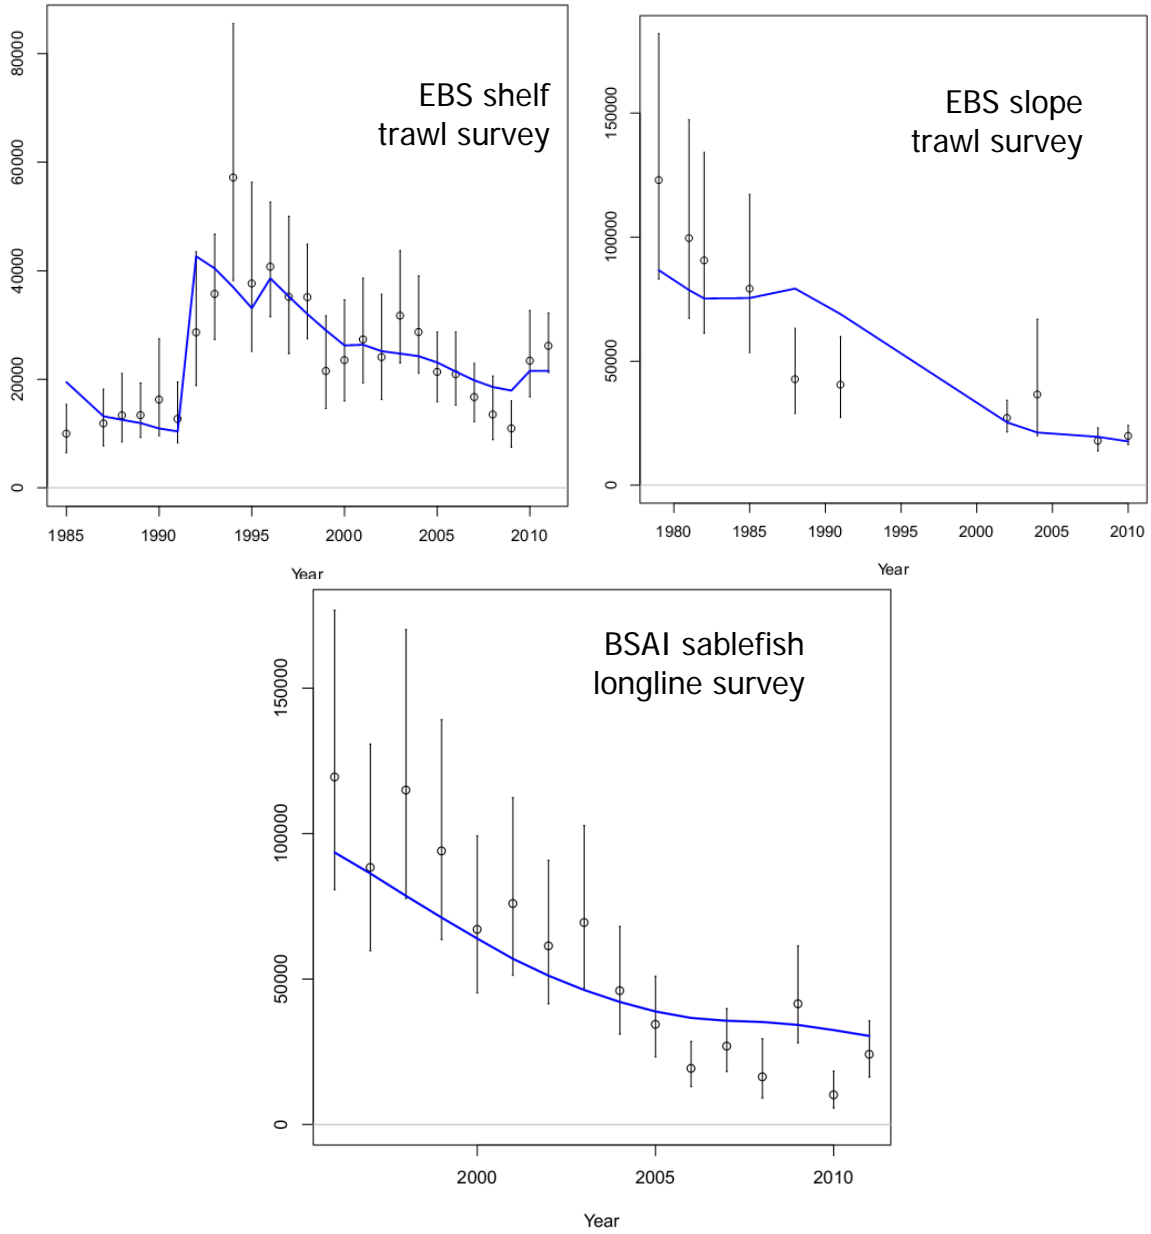 EBS shelf
trawl survey
80000
60000
40000
20000
0
1985 1990 1995 2000 2005 2010
Year
EBS slope
trawl survey
150000
100000
50000
0
1980 1985 1990 1995 2000 2005 2010
Year
BSAI sablefish
longline survey
150000
100000
50000
0
2000 2005 2010
Year